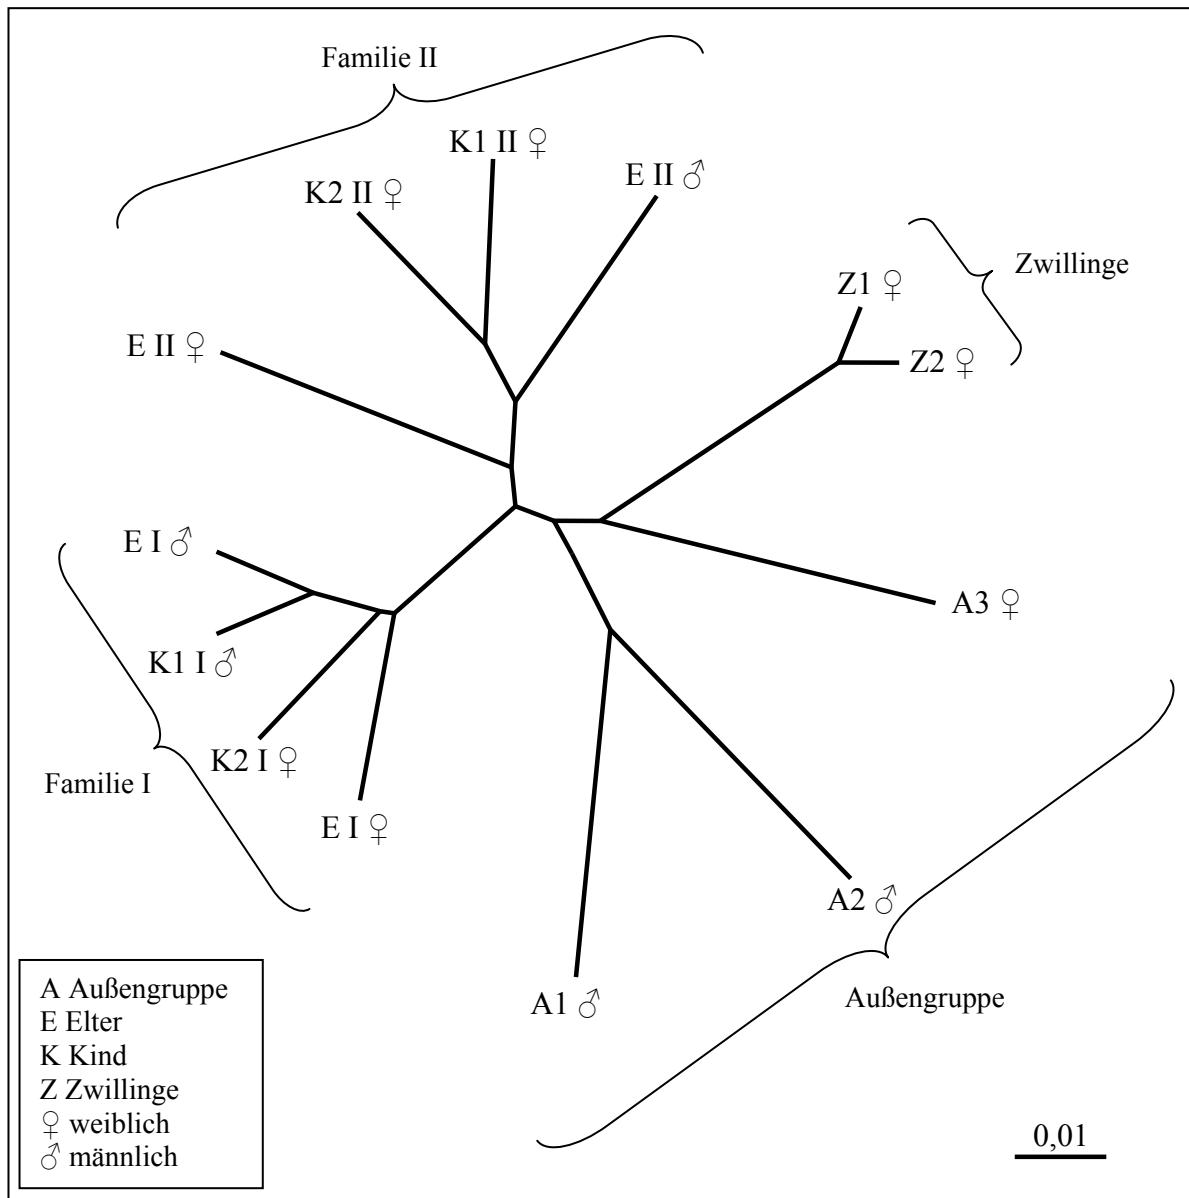 Familie II
K1 II ♀
E II ♂
K2 II ♀
Zwillinge
Z1 ♀
E II ♀
Z2 ♀
E I ♂
A3 ♀
K1 I ♂
K2 I ♀
Familie I
E I ♀
A2 ♂
A1 ♂
Außengruppe
A Außengruppe
E Elter
K Kind
Z Zwillinge
♀ weiblich
♂ männlich
0,01